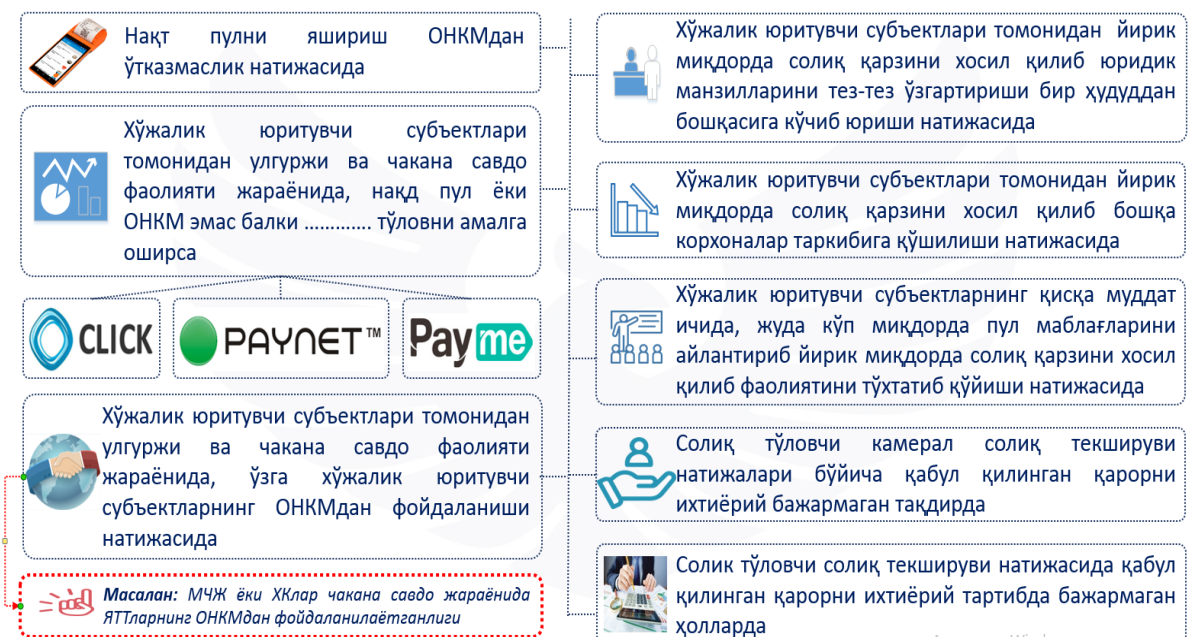 Нақт пулни яшириш ОНКМдан
ўтказмаслик натижасида
Хўжалик юритувчи субъектлари
томонидан улгуржи ва чакана савдо
фаолияти жараёнида, нақд пул ёки
ОНКМ эмас балки …………. тўловни амалга
оширса
CLICK
PAYNET™
Payme
Хўжалик юритувчи субъектлари томонидан
улгуржи ва чакана савдо фаолияти
жараёнида, ўзга хўжалик юритувчи
субъектларнинг ОНКМдан фойдаланиши
натижасида
Масалан: МЧЖ ёки ХКлар чакана савдо жараёнида
ЯТТларнинг ОНКМдан фойдаланилаётганлиги
Хўжалик юритувчи субъектлари томонидан йирик
миқдорда солиқ қарзини хосил қилиб юридик
манзилларини тез-тез ўзгартириши бир ҳудуддан
бошқасига кўчиб юриши натижасида
Хўжалик юритувчи субъектлари томонидан йирик
миқдорда солиқ қарзини хосил қилиб бошқа
корхоналар таркибига қўшилиши натижасида
Хўжалик юритувчи субъектларнинг қисқа муддат
ичида, жуда кўп миқдорда пул маблағларини
айлантириб йирик миқдорда солиқ қарзини хосил
қилиб фаолиятини тўхтатиб қўйиши натижасида
Солиқ тўловчи камерал солиқ текшируви
натижалари бўйича қабул қилинган қарорни
ихтиёрий бажармаган тақдирда
Солик тўловчи солиқ текшируви натижасида қабул
қилинган қарорни ихтиёрий тартибда бажармаган
ҳолларда